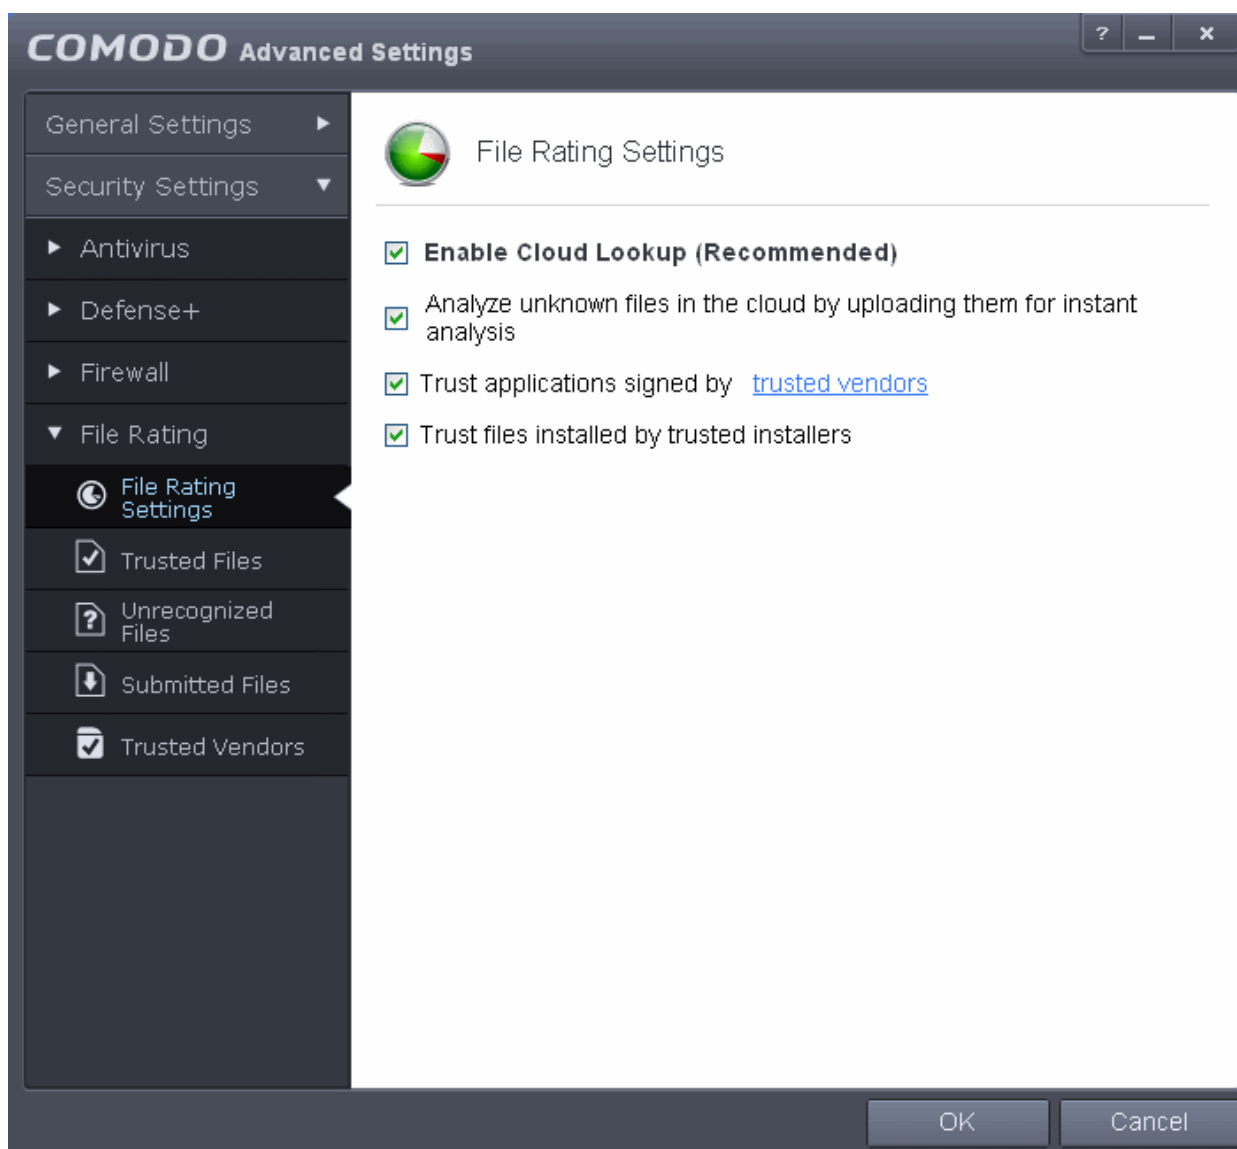 COMODO Advanced Settings
? _ x
General Settings
Security Settings
Antivirus
Defense+
Firewall
File Rating
File Rating
Settings
Trusted Files
Unrecognized
Files
Submitted Files
Trusted Vendors
File Rating Settings
Enable Cloud Lookup (Recommended)
Analyze unknown files in the cloud by uploading them for instant
analysis
Trust applications signed by trusted vendors
Trust files installed by trusted installers
OK
Cancel